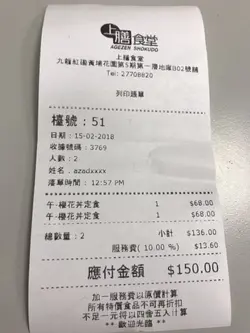 上膳食堂
AGEZEN SHOKUDO
上膳食堂
九龍紅磡黃埔花園第5期第一層地庫B02號舖
Tel: 27708820
列印賬單
檯號：51
日期：15-02-2018
收據號碼：3769
人數：2
姓名：azadxxxx
落單時間：12:57 PM
午-櫻花丼定食 1 $68.00
午-櫻花丼定食 1 $68.00
總數量：2 小計 $136.00
服務費(10.00 %) $13.60
應付金額 $150.00
加一服務費以原價計算
所有特價食品不可再折扣
不足一元得以四舍五入計算
** 歡迎光臨 **